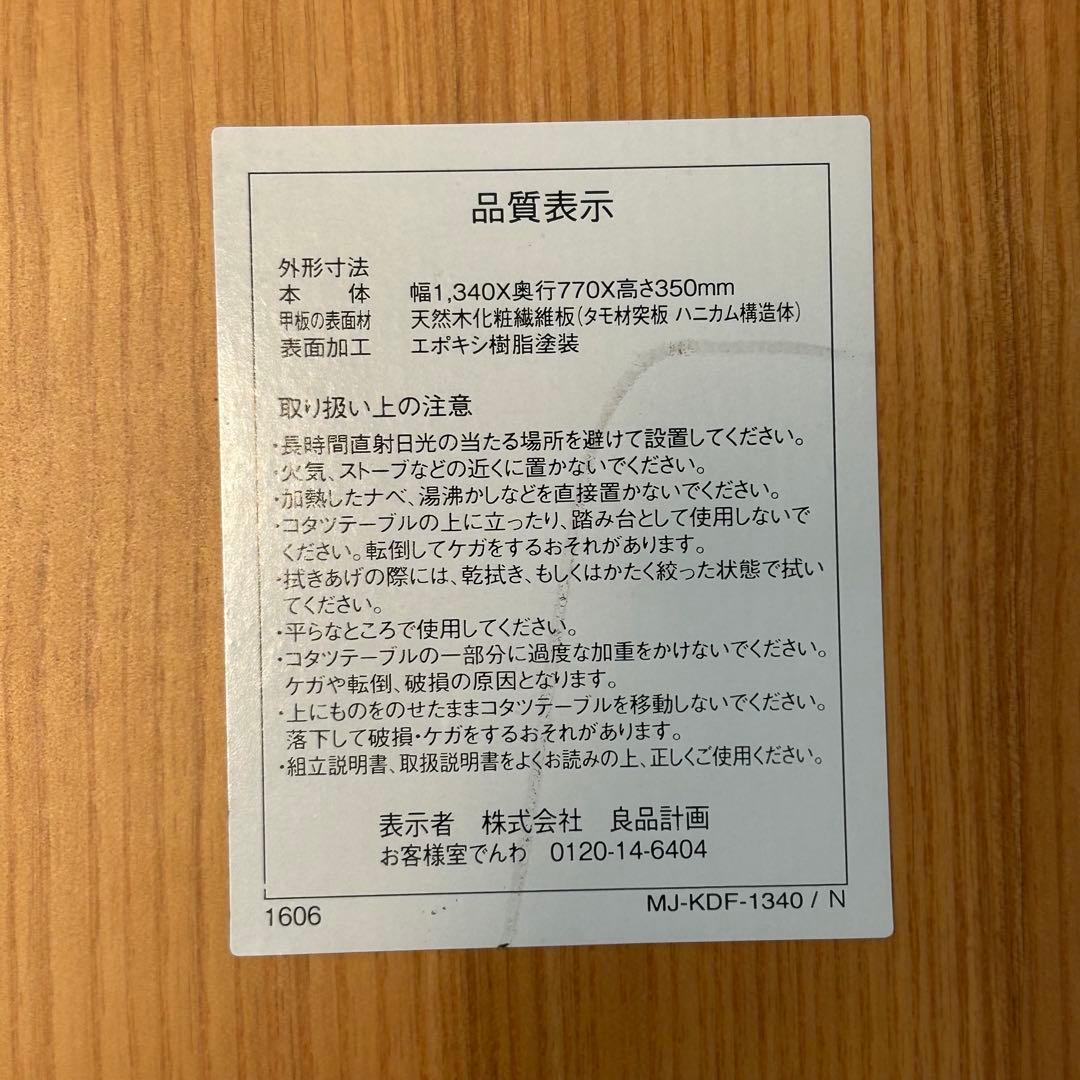 品質表示
外形寸法
本　　体　幅1,340X奥行770X高さ350mm
甲板の表面材　天然木化粧繊維板(タモ材突板 ハニカム構造体)
表面加工　エポキシ樹脂塗装
取り扱い上の注意
・長時間直射日光の当たる場所を避けて設置してください。
・火気、ストーブなどの近くに置かないでください。
・加熱したナベ、湯沸かしなどを直接置かないでください。
・コタツテーブルの上に立ったり、踏み台として使用しないで
ください。転倒してケガをするおそれがあります。
・拭きあげの際には、乾拭き、もしくはかたく絞った状態で拭い
てください。
・平らなところで使用してください。
・コタツテーブルの一部分に過度な加重をかけないでください。
ケガや転倒、破損の原因となります。
・上にものをのせたままコタツテーブルを移動しないでください。
落下して破損・ケガをするおそれがあります。
・組立説明書、取扱説明書をよくお読みの上、正しくご使用ください。
表示者　株式会社　良品計画
お客様室でんわ　0120-14-6404
1606
MJ-KDF-1340 / N